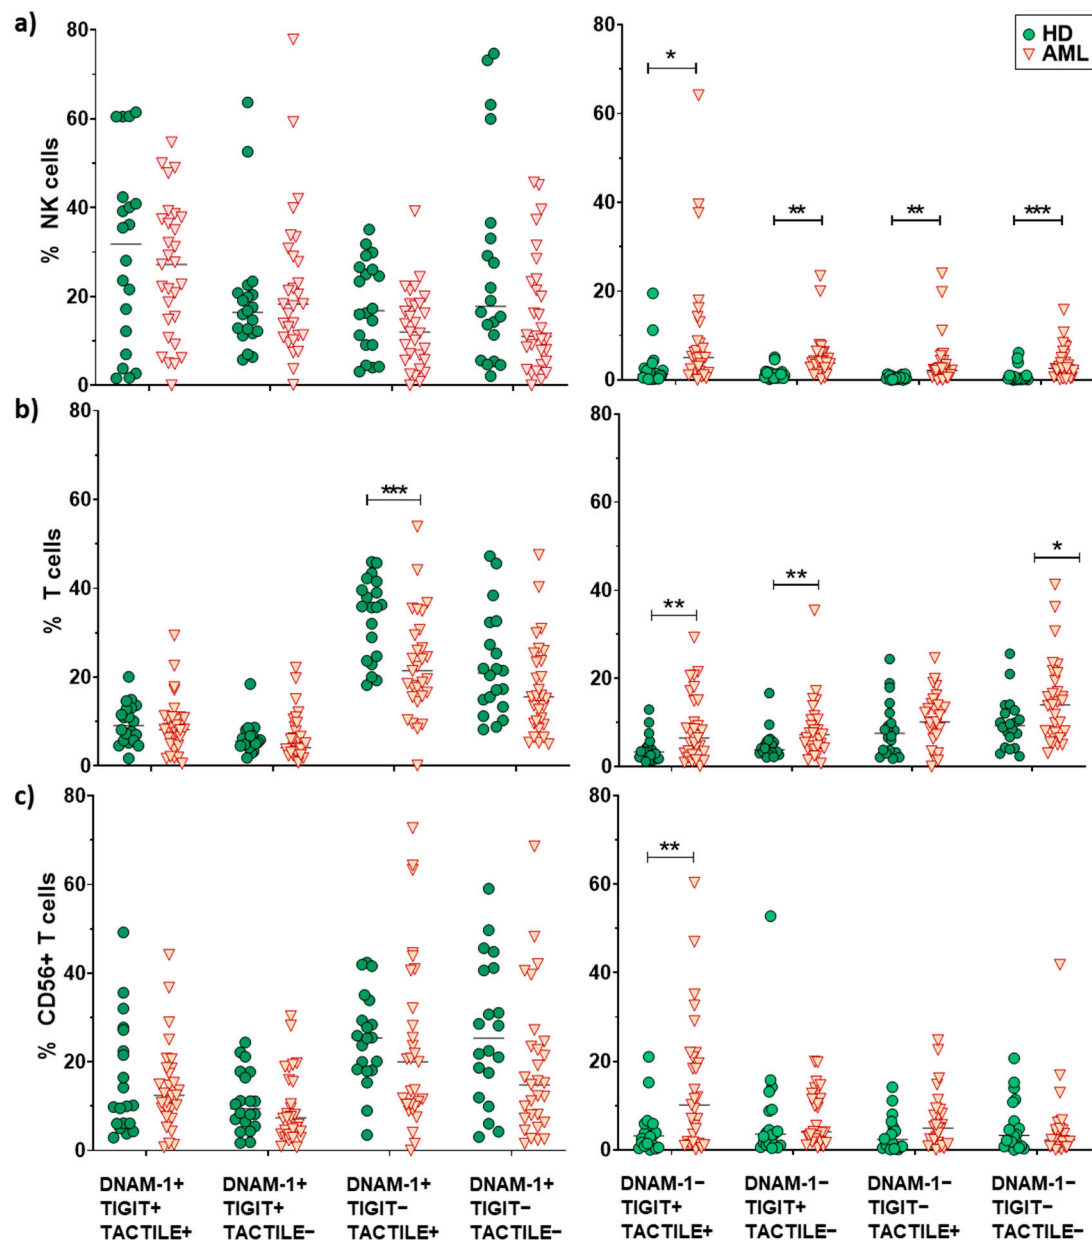 a)
% NK cells
80
60
40
20
0
80
60
40
20
0
*
**
**
***
HD
AML
b)
% T cells
80
60
40
20
0
***
80
60
40
20
0
**
**
*
c)
% CD56+ T cells
80
60
40
20
0
80
60
40
20
0
**
DNAM-1+
TIGIT+
TACTILE+
DNAM-1+
TIGIT+
TACTILE−
DNAM-1+
TIGIT−
TACTILE+
DNAM-1+
TIGIT−
TACTILE−
DNAM-1−
TIGIT+
TACTILE+
DNAM-1−
TIGIT+
TACTILE−
DNAM-1−
TIGIT−
TACTILE+
DNAM-1−
TIGIT−
TACTILE−